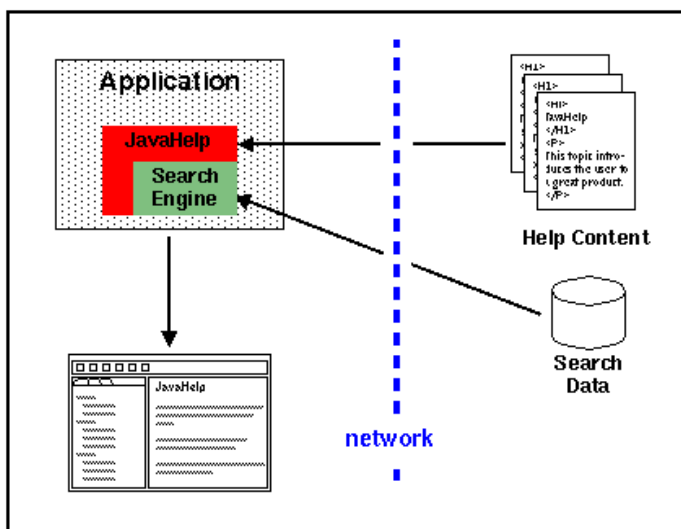 Application
JavaHelp
Search
Engine
<H1>
<H1>
<H1>
JavaHelp
</H1>
<P>
This topic intro-
duces the user to
a great product.
</P>
Help Content
Search
Data
network
JavaHelp